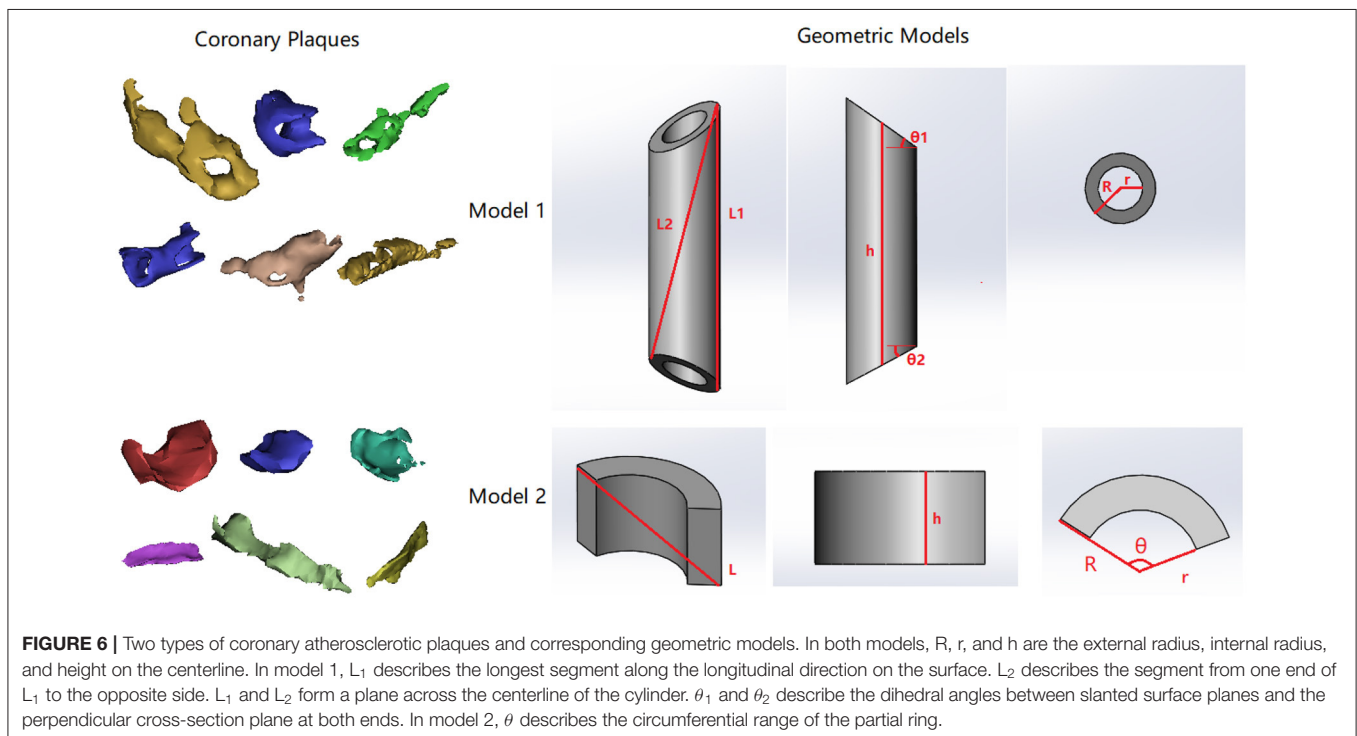 Coronary Plaques
Geometric Models
Model 1
L2
L1
θ1
h
θ2
R
r
Model 2
L
h
R
θ
r
FIGURE 6 | Two types of coronary atherosclerotic plaques and corresponding geometric models. In both models, R, r, and h are the external radius, internal radius,
and height on the centerline. In model 1, L₁ describes the longest segment along the longitudinal direction on the surface. L₂ describes the segment from one end of
L₁ to the opposite side. L₁ and L₂ form a plane across the centerline of the cylinder. θ₁ and θ₂ describe the dihedral angles between slanted surface planes and the
perpendicular cross-section plane at both ends. In model 2, θ describes the circumferential range of the partial ring.